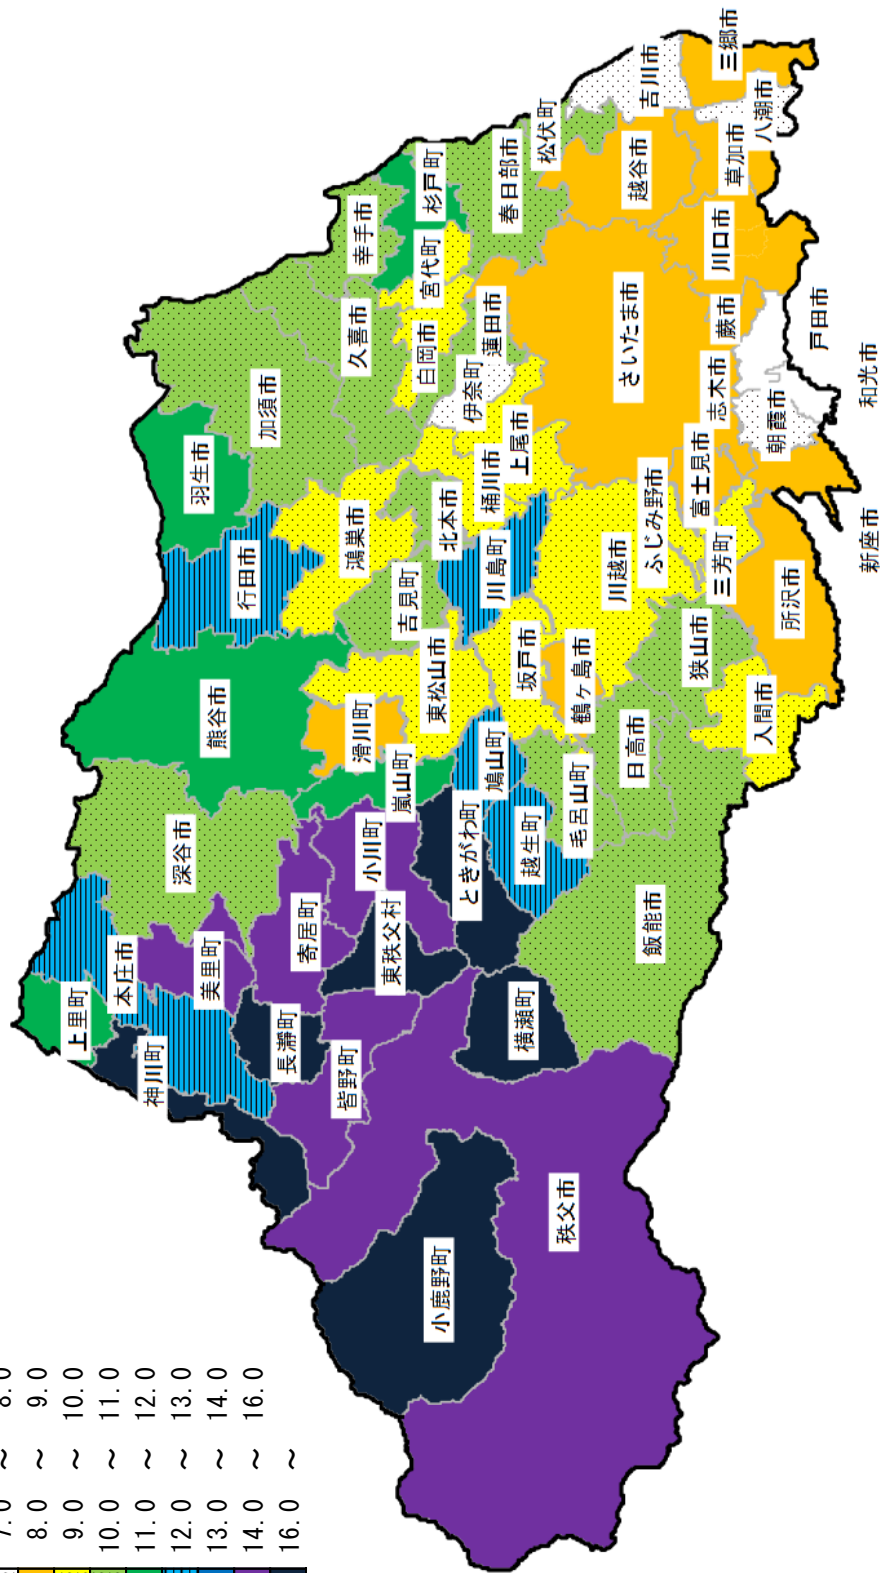 7.0 ～ 8.0
8.0 ～ 9.0
9.0 ～ 10.0
10.0 ～ 11.0
11.0 ～ 12.0
12.0 ～ 13.0
13.0 ～ 14.0
14.0 ～ 16.0
16.0 ～
上里町
本庄市
神川町
深谷市
美里町
羽生市
熊谷市
行田市
加須市
長瀞町
寄居町
皆野町
久喜市
幸手市
鴻巣市
滑川町
小川町
東秩父村
嵐山町
吉見町
白岡市
宮代町
杉戸町
小鹿野町
東松山市
北本市
ときがわ町
伊奈町
桶川市
蓮田市
鳩山町
川島町
春日部市
上尾市
横瀬町
越生町
坂戸市
松伏町
秩父市
毛呂山町
鶴ヶ島市
川越市
さいたま市
越谷市
吉川市
飯能市
日高市
ふじみ野市
狭山市
富士見市
志木市
三芳町
蕨市
川口市
草加市
三郷市
八潮市
入間市
所沢市
朝霞市
戸田市
新座市
和光市